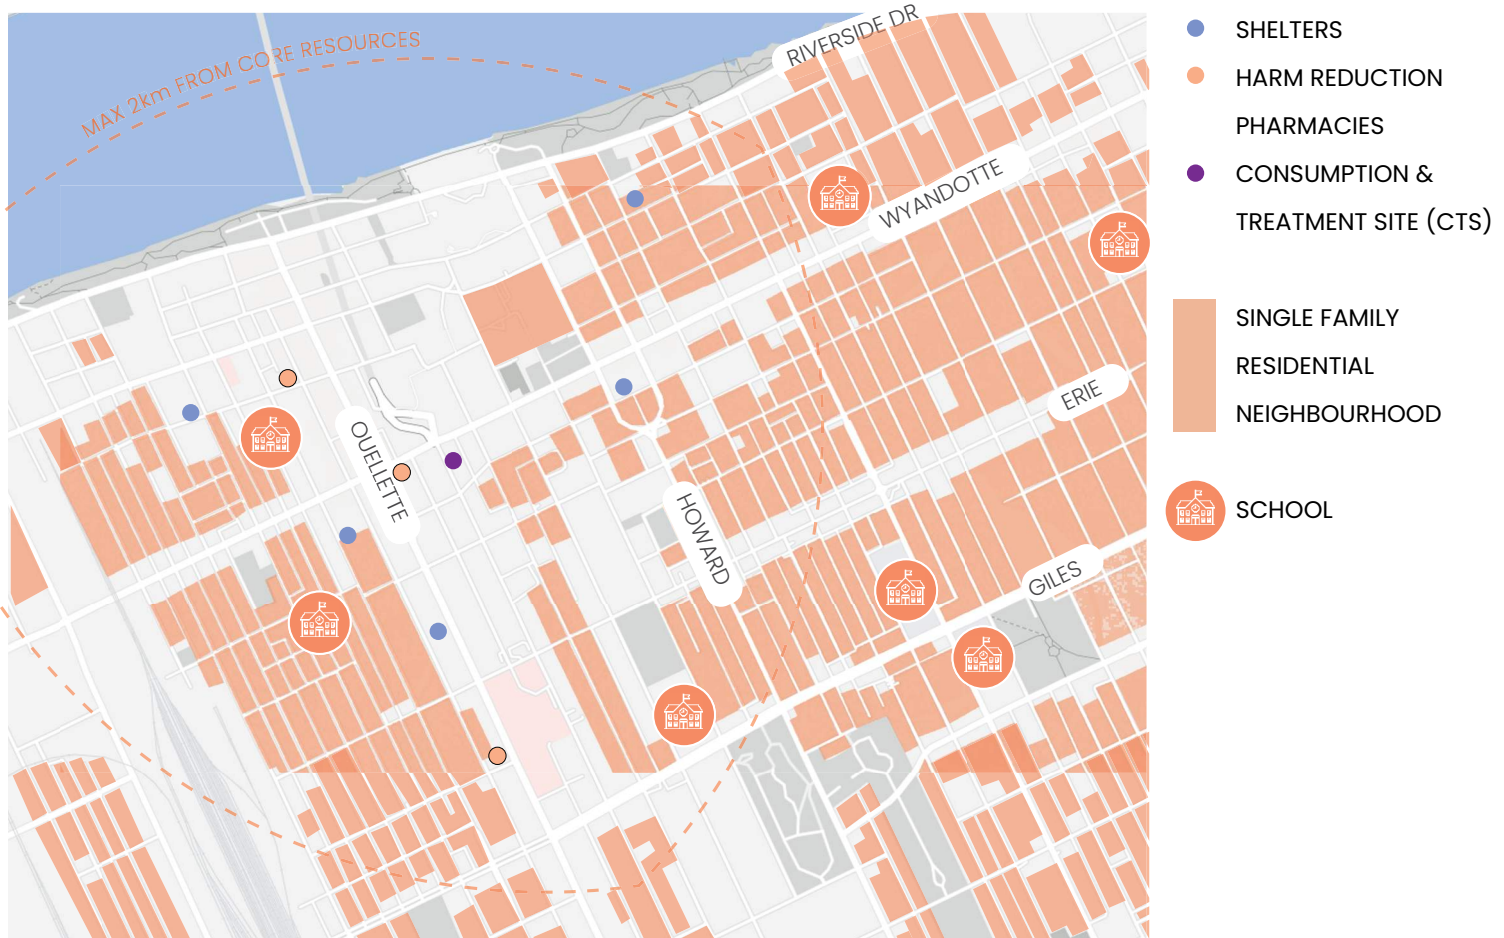 MAX 2km FROM CORE RESOURCES
RIVERSIDE DR
WYANDOTTE
ERIE
OUELLETTE
HOWARD
GILES
SHELTERS
HARM REDUCTION
PHARMACIES
CONSUMPTION &
TREATMENT SITE (CTS)
SINGLE FAMILY
RESIDENTIAL
NEIGHBOURHOOD
SCHOOL